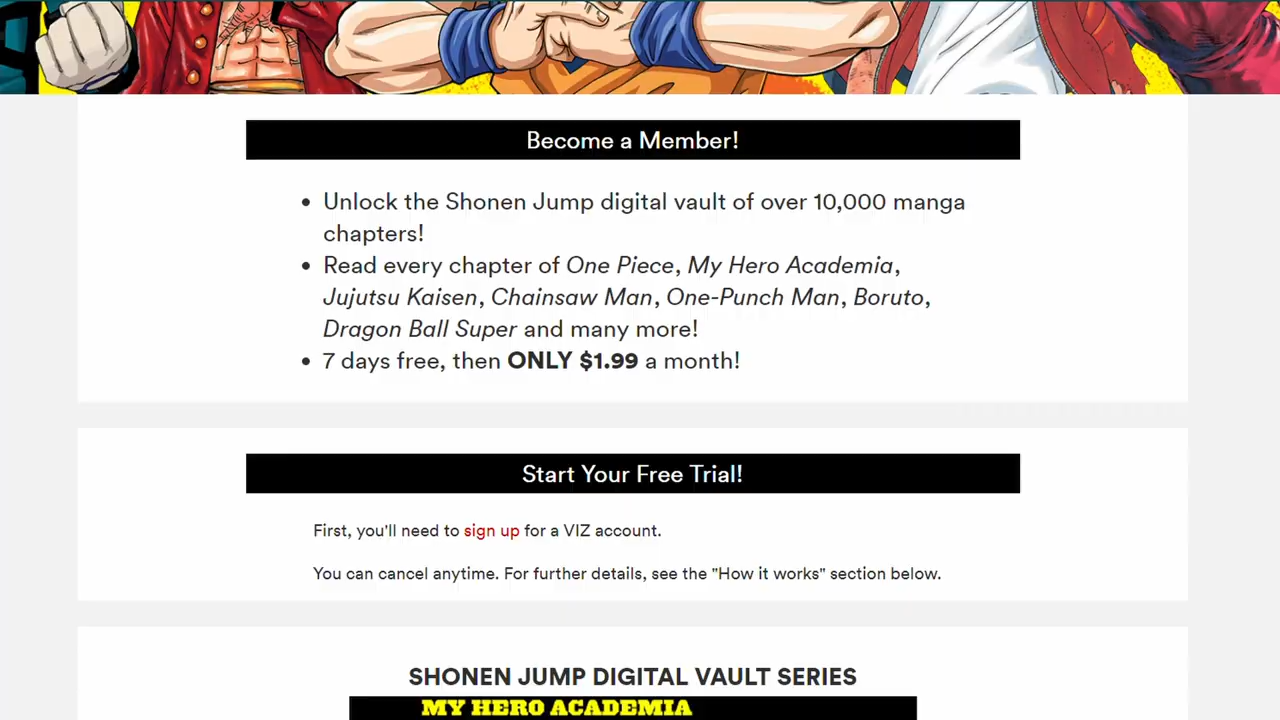 Become a Member!
Unlock the Shonen Jump digital vault of over 10,000 manga
chapters!
Read every chapter of One Piece, My Hero Academia,
Jujutsu Kaisen, Chainsaw Man, One-Punch Man, Boruto,
Dragon Ball Super and many more!
7 days free, then ONLY $1.99 a month!
Start Your Free Trial!
First, you'll need to sign up for a VIZ account.
You can cancel anytime. For further details, see the "How it works" section below.
SHONEN JUMP DIGITAL VAULT SERIES
MY HERO ACADEMIA